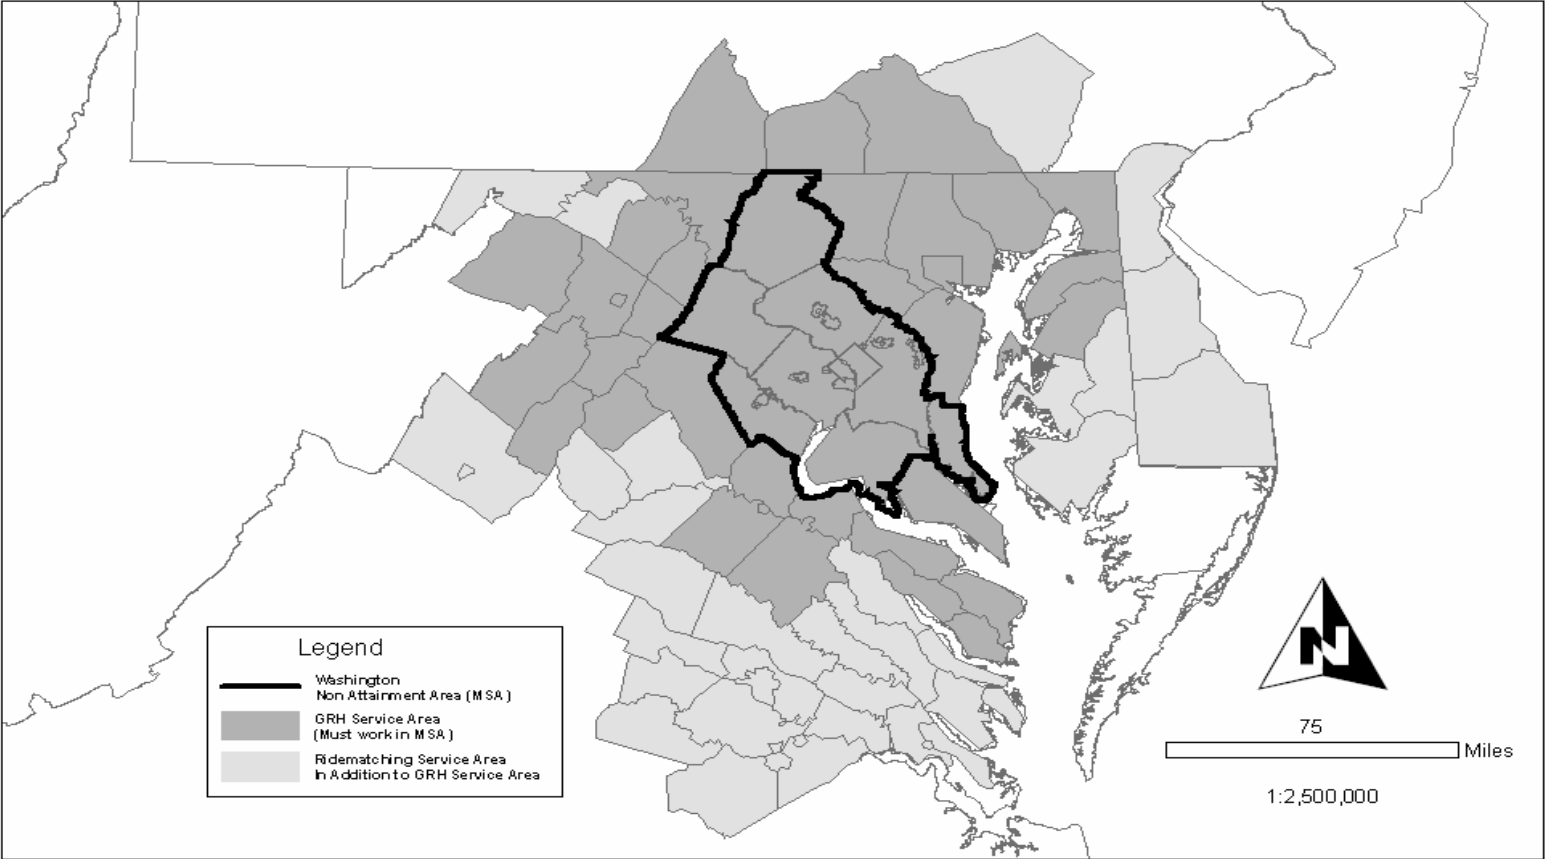 Legend
Washington
Non Attainment Area (MSA)
GRH Service Area
(Must work in MSA)
Ridematching Service Area
In Addition to GRH Service Area
N
75
Miles
1:2,500,000